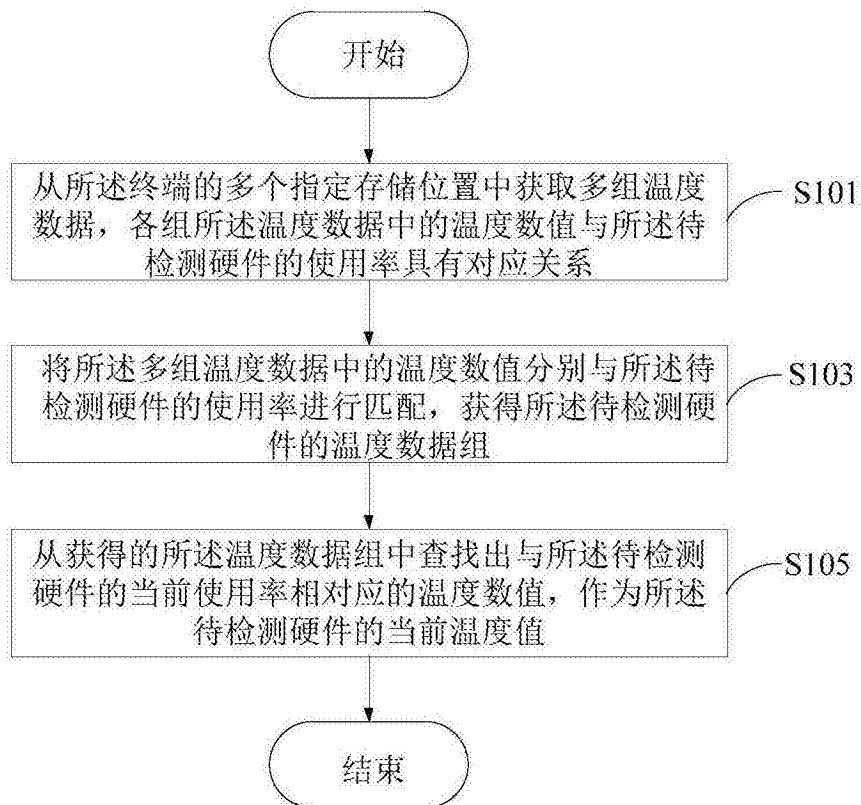 开始
从所述终端的多个指定存储位置中获取多组温度
数据，各组所述温度数据中的温度数值与所述待
检测硬件的使用率具有对应关系
S101
将所述多组温度数据中的温度数值分别与所述待
检测硬件的使用率进行匹配，获得所述待检测硬
件的温度数据组
S103
从获得的所述温度数据组中查找出与所述待检测
硬件的当前使用率相对应的温度数值，作为所述
待检测硬件的当前温度值
S105
结束